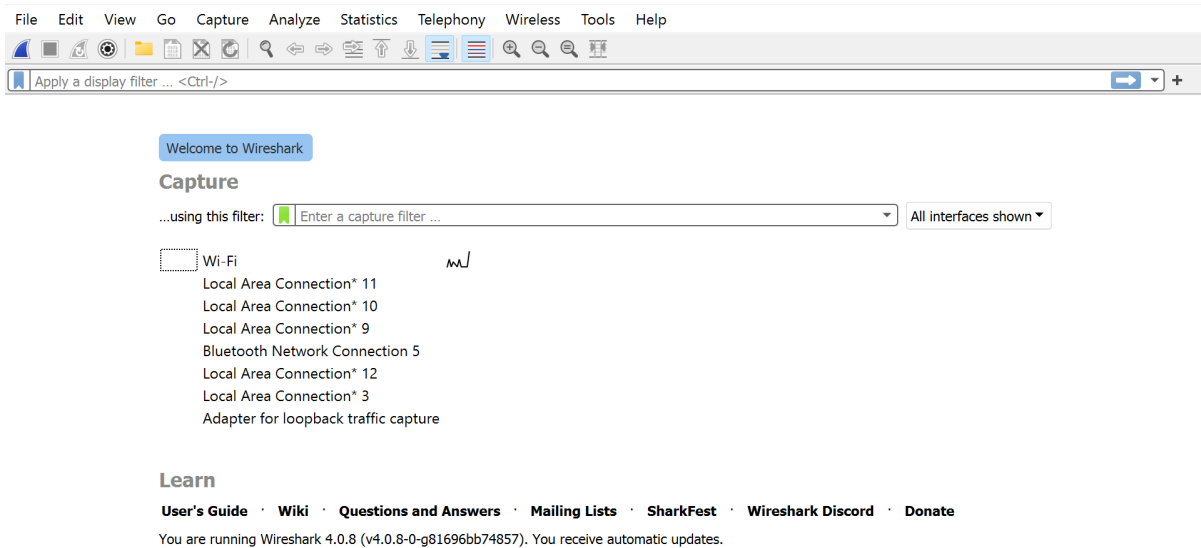 File Edit View Go Capture Analyze Statistics Telephony Wireless Tools Help
Apply a display filter ... <Ctrl-/>
Welcome to Wireshark
Capture
...using this filter: Enter a capture filter ... All interfaces shown
Wi-Fi
Local Area Connection* 11
Local Area Connection* 10
Local Area Connection* 9
Bluetooth Network Connection 5
Local Area Connection* 12
Local Area Connection* 3
Adapter for loopback traffic capture
Learn
User's Guide · Wiki · Questions and Answers · Mailing Lists · SharkFest · Wireshark Discord · Donate
You are running Wireshark 4.0.8 (v4.0.8-0-g81696bb74857). You receive automatic updates.